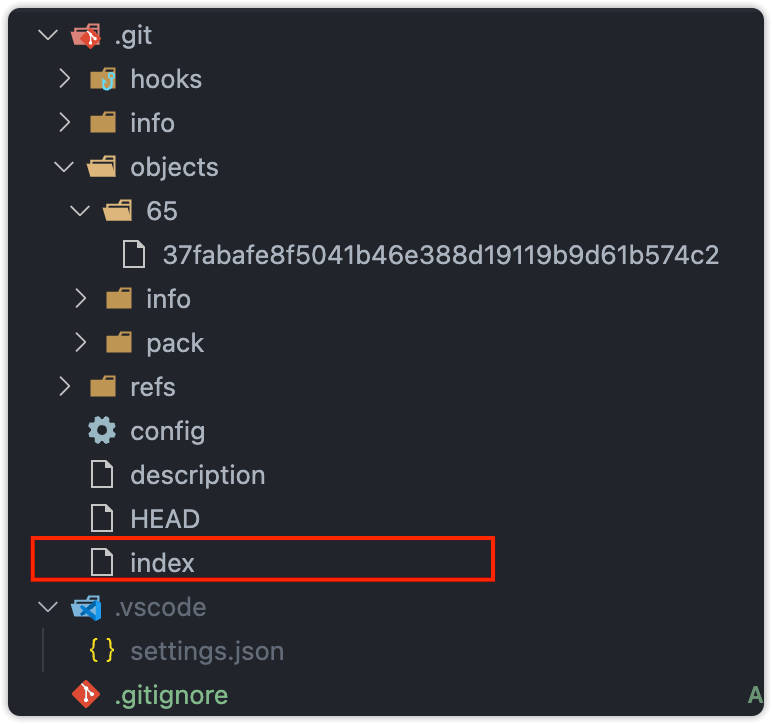 .git
hooks
info
objects
65
37fabafe8f5041b46e388d19119b9d61b574c2
info
pack
refs
config
description
HEAD
index
.vscode
{ } settings.json
.gitignore A